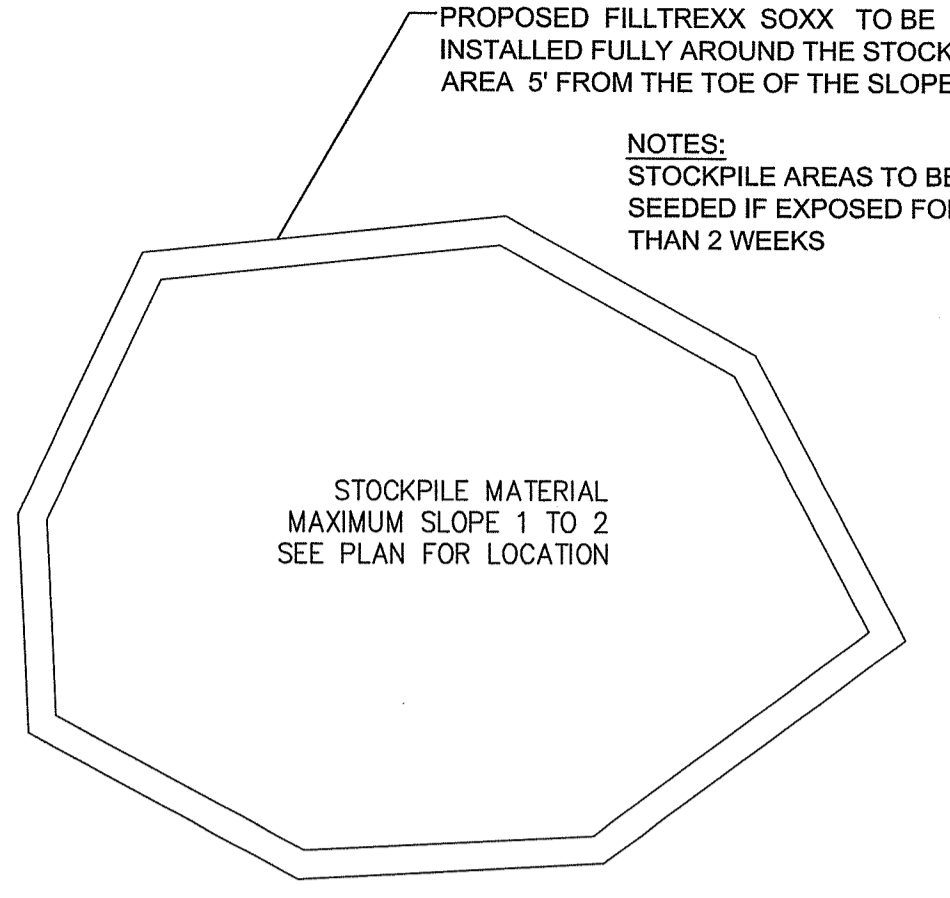 PROPOSED FILLTREXX SOXX TO BE
INSTALLED FULLY AROUND THE STOCK
AREA 5' FROM THE TOE OF THE SLOPE
NOTES:
STOCKPILE AREAS TO BE
SEEDED IF EXPOSED FO
THAN 2 WEEKS
STOCKPILE MATERIAL
MAXIMUM SLOPE 1 TO 2
SEE PLAN FOR LOCATION